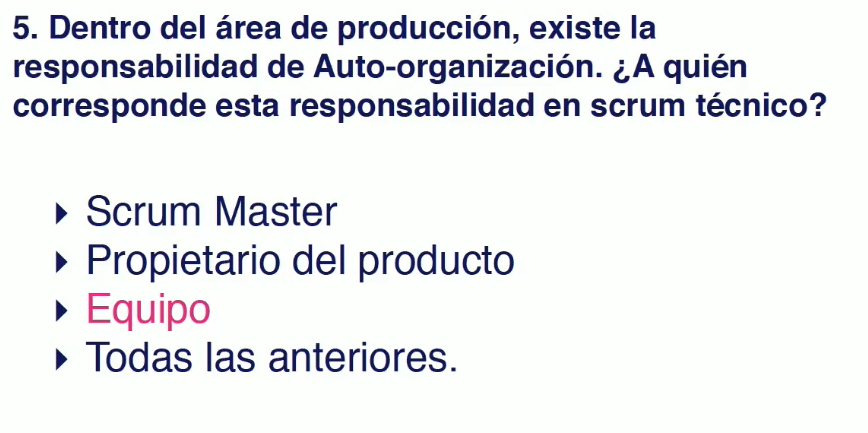 5. Dentro del área de producción, existe la
responsabilidad de Auto-organización. ¿A quién
corresponde esta responsabilidad en scrum técnico?
Scrum Master
Propietario del producto
Equipo
Todas las anteriores.